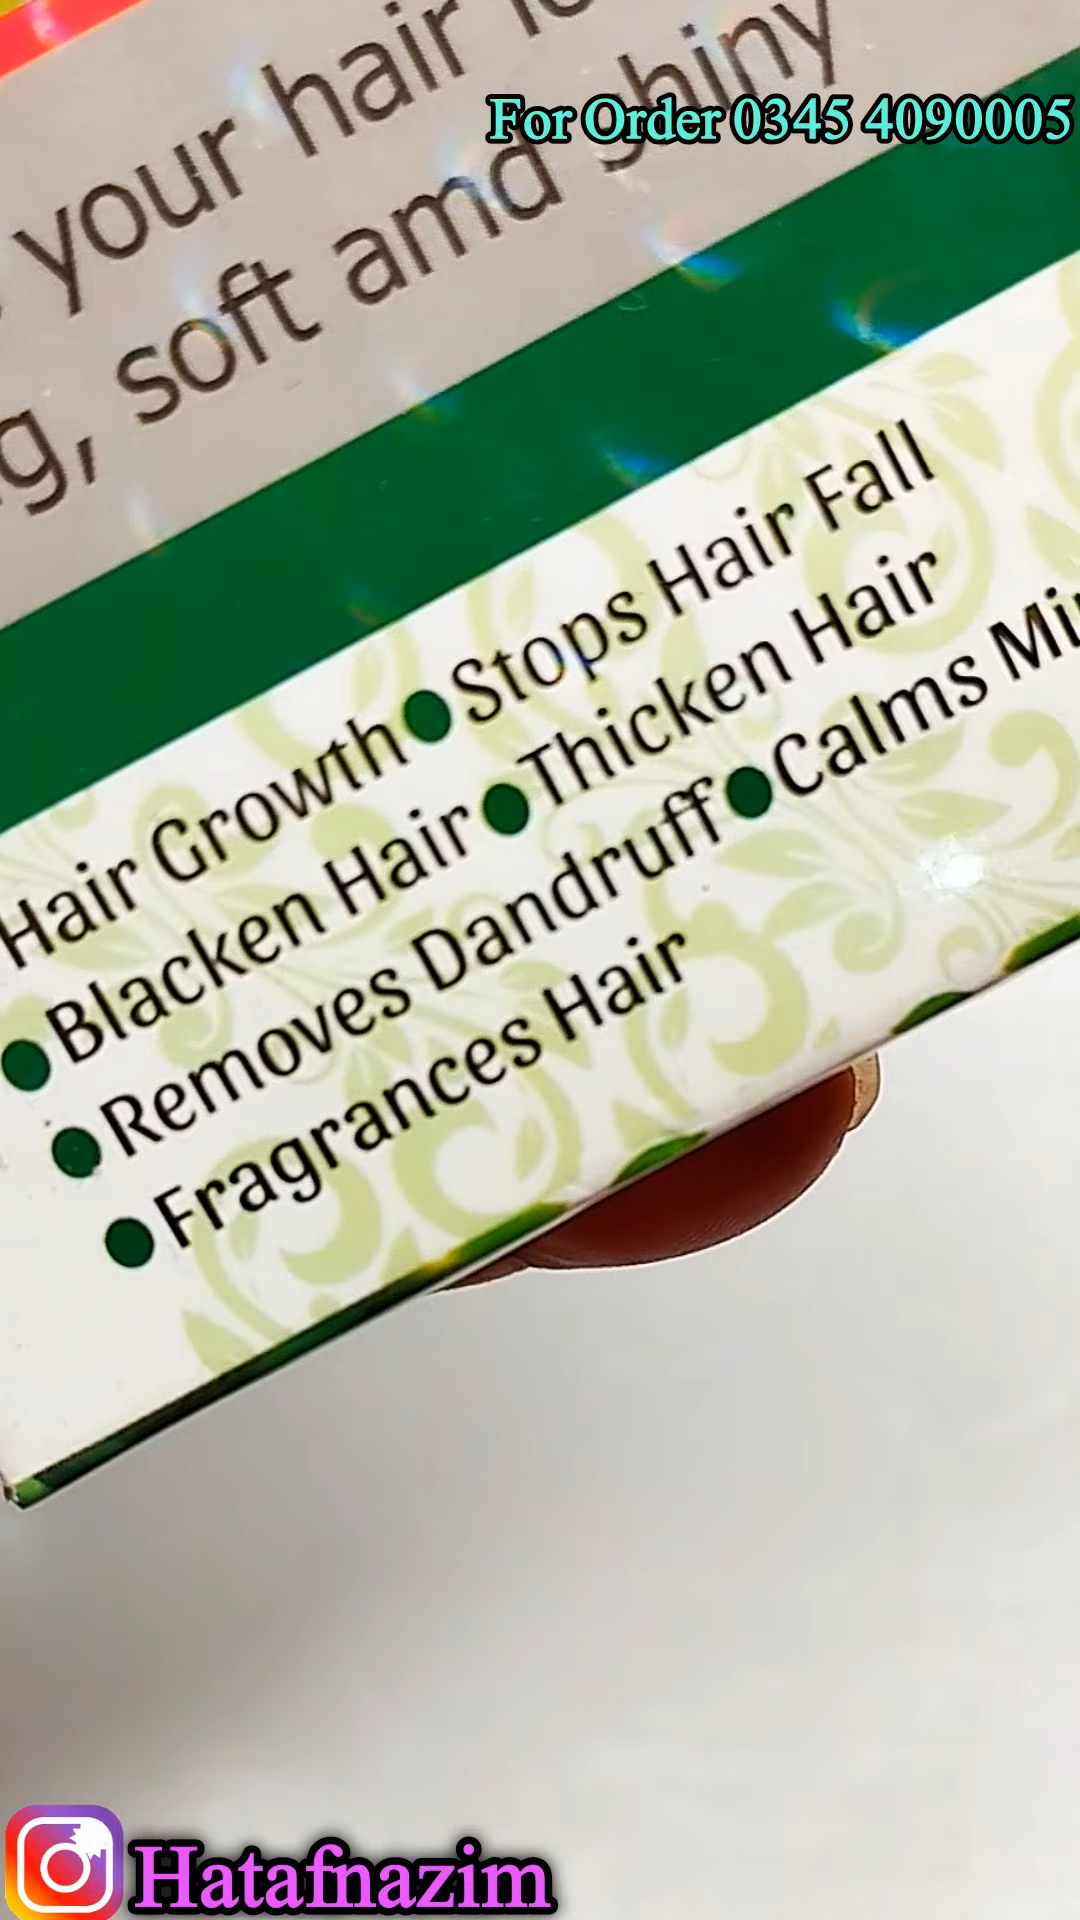 For Order 0345 4090005
your hair
soft amd shiny
Hair Growth●Stops Hair Fall
●Blacken Hair●Thicken Hair
●Removes Dandruff●Calms
●Fragrances Hair
Hatafnazim